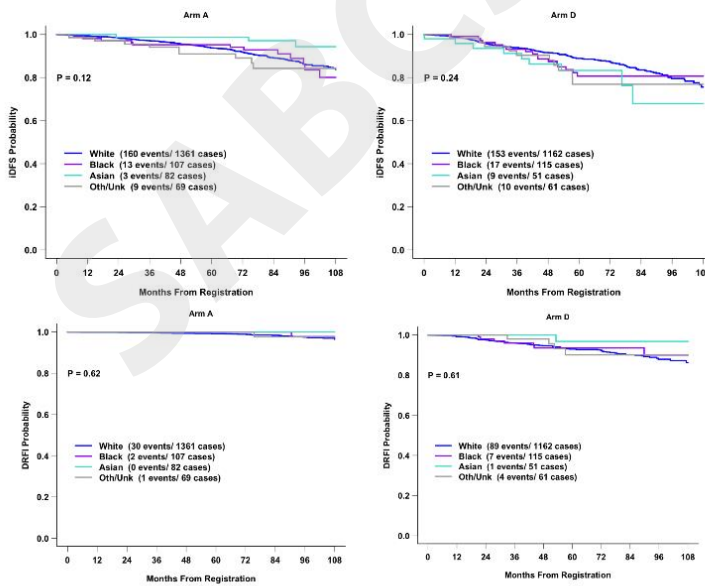 Arm A
iDFS Probability
1.0
0.8
0.6
0.4
0.2
0.0
P = 0.12
White (160 events/ 1361 cases)
Black (13 events/ 107 cases)
Asian (3 events/ 82 cases)
Oth/Unk (9 events/ 69 cases)
0 12 24 36 48 60 72 84 96 108
Months From Registration
Arm D
iDFS Probability
1.0
0.8
0.6
0.4
0.2
0.0
P = 0.24
White (153 events/ 1162 cases)
Black (17 events/ 115 cases)
Asian (9 events/ 51 cases)
Oth/Unk (10 events/ 61 cases)
0 12 24 36 48 60 72 84 96
Months From Registration
Arm A
DRFI Probability
1.0
0.8
0.6
0.4
0.2
0.0
P = 0.62
White (30 events/ 1361 cases)
Black (2 events/ 107 cases)
Asian (0 events/ 82 cases)
Oth/Unk (1 events/ 69 cases)
0 12 24 36 48 60 72 84 96 108
Months From Registration
Arm D
DRFI Probability
1.0
0.8
0.6
0.4
0.2
0.0
P = 0.61
White (89 events/ 1162 cases)
Black (7 events/ 115 cases)
Asian (1 events/ 51 cases)
Oth/Unk (4 events/ 61 cases)
0 12 24 36 48 60 72 84 96 108
Months From Registration
SABCS